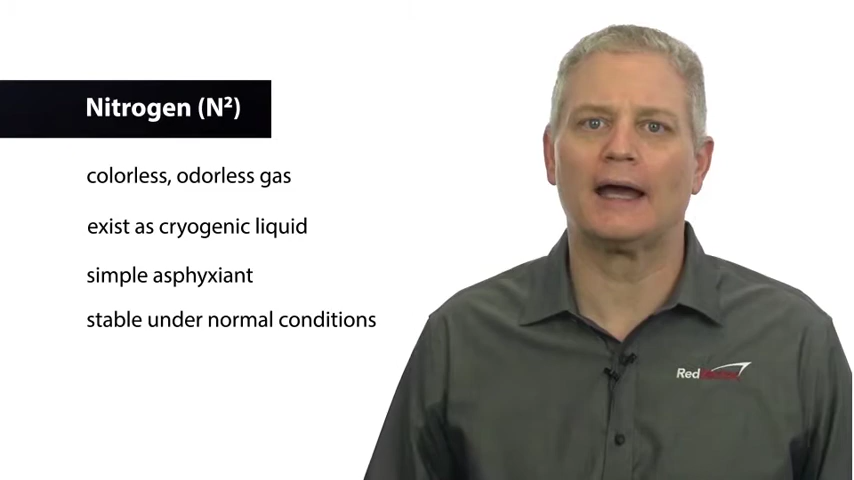 Nitrogen (N²)
colorless, odorless gas
exist as cryogenic liquid
simple asphyxiant
stable under normal conditions
Red